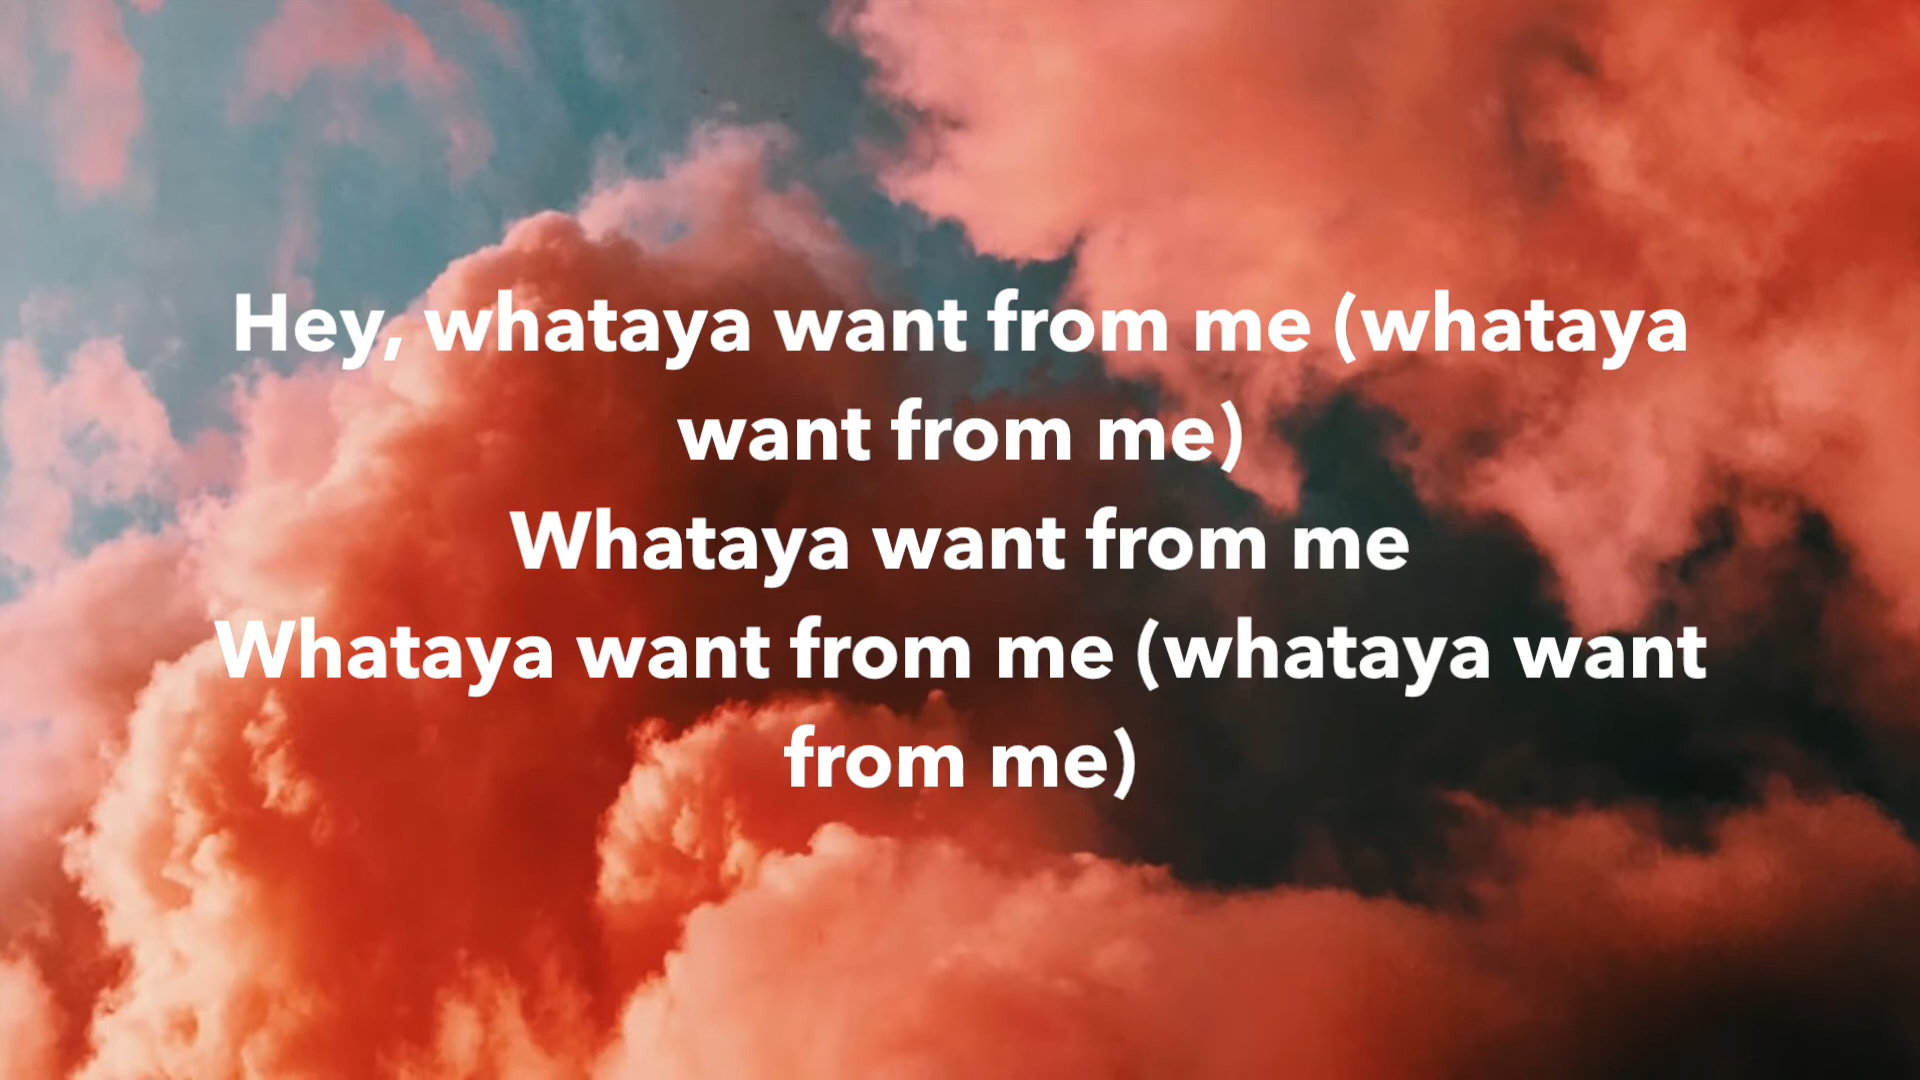 Hey, whataya want from me (whataya
want from me)
Whataya want from me
Whataya want from me (whataya want
from me)